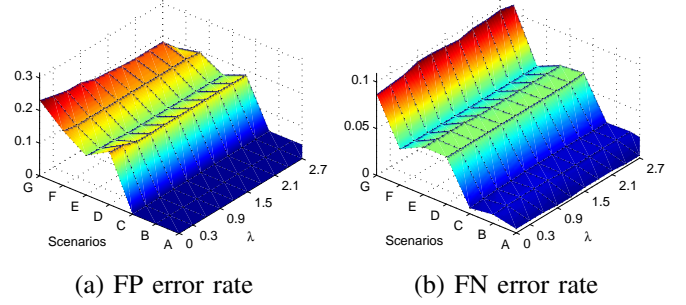 0.3
0.2
0.1
0
G
F
E
D
C
B
A
0
0.3
0.9
1.5
2.1
2.7
Scenarios
λ
0.1
0.05
0
G
F
E
D
C
B
A
0
0.3
0.9
1.5
2.1
2.7
Scenarios
λ
(a) FP error rate
(b) FN error rate